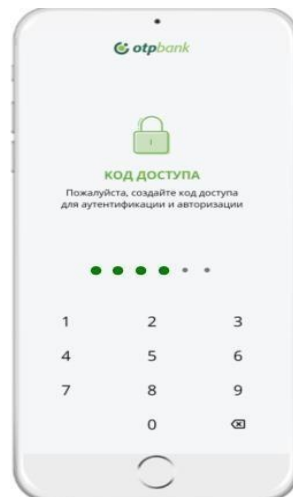 otpbank
КОД ДОСТУПА
Пожалуйста, создайте код доступа
для аутентификации и авторизации
1 2 3
4 5 6
7 8 9
0